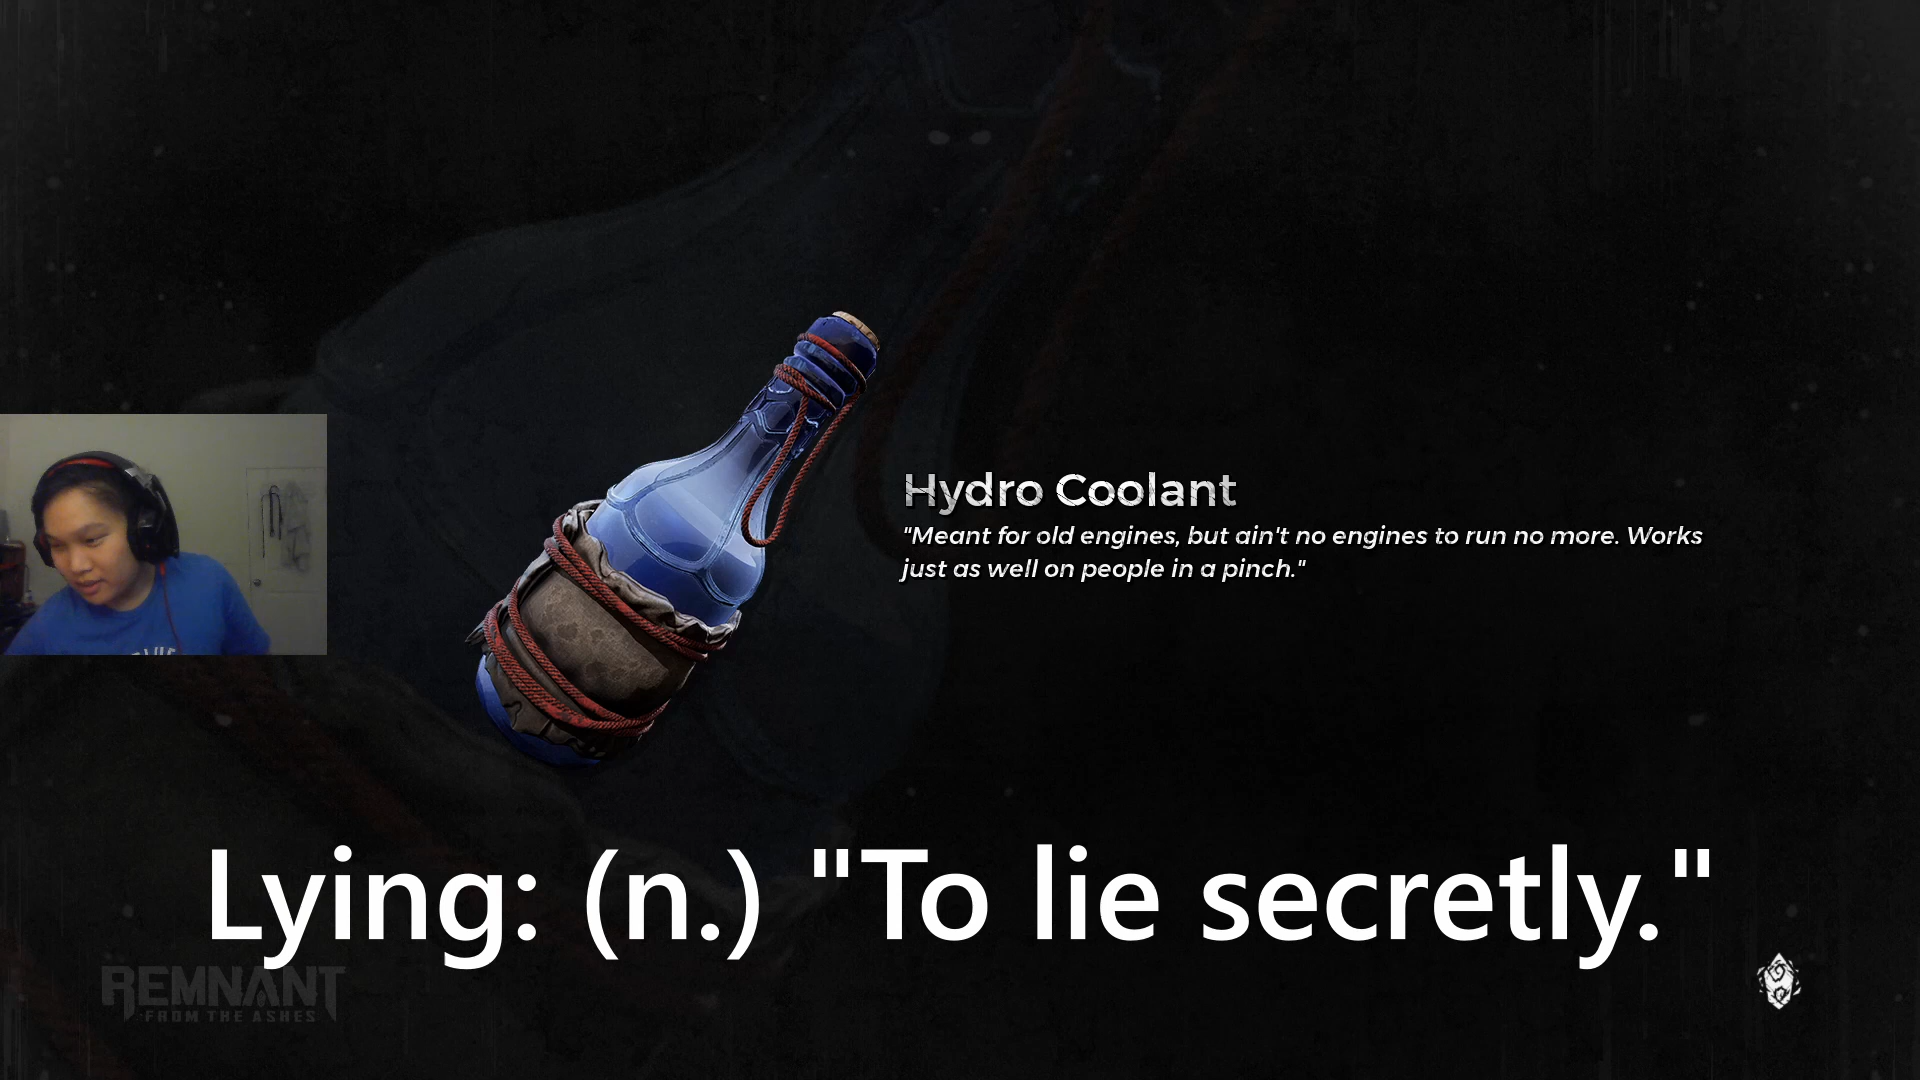 Hydro Coolant
"Meant for old engines, but ain't no engines to run no more. Works
just as well on people in a pinch."
Lying: (n.) "To lie secretly."
REMNANT
FROM THE ASHES